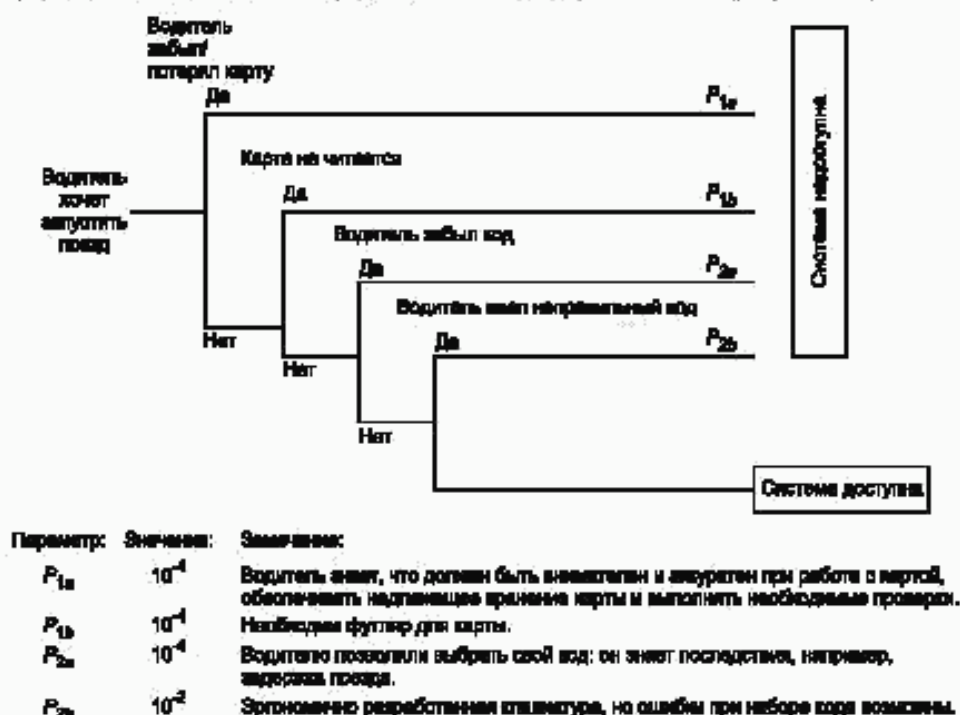 Водитель
забыл/
потерял карту
Да
P1a
Карта не читается
Водитель
хочет
запустить
поезд
Да
P1b
Водитель забыл код
Да
P2a
Водитель ввел неправильный код
Нет
Да
P2b
Нет
Нет
Система недоступна
Система доступна
Параметр: Значение: Замечание:
P1a 10-4 Водитель знает, что должен быть внимателен и аккуратен при работе с картой,
обеспечивать надлежащее хранение карты и выполнять необходимые проверки.
P1b 10-4 Необходим футляр для карты.
P2a 10-4 Водителю позволили выбрать свой код: он знает последствия, например,
задержка поезда.
P2b 10-2 Эргономично разработанная клавиатура, но ошибки при наборе кода возможны.